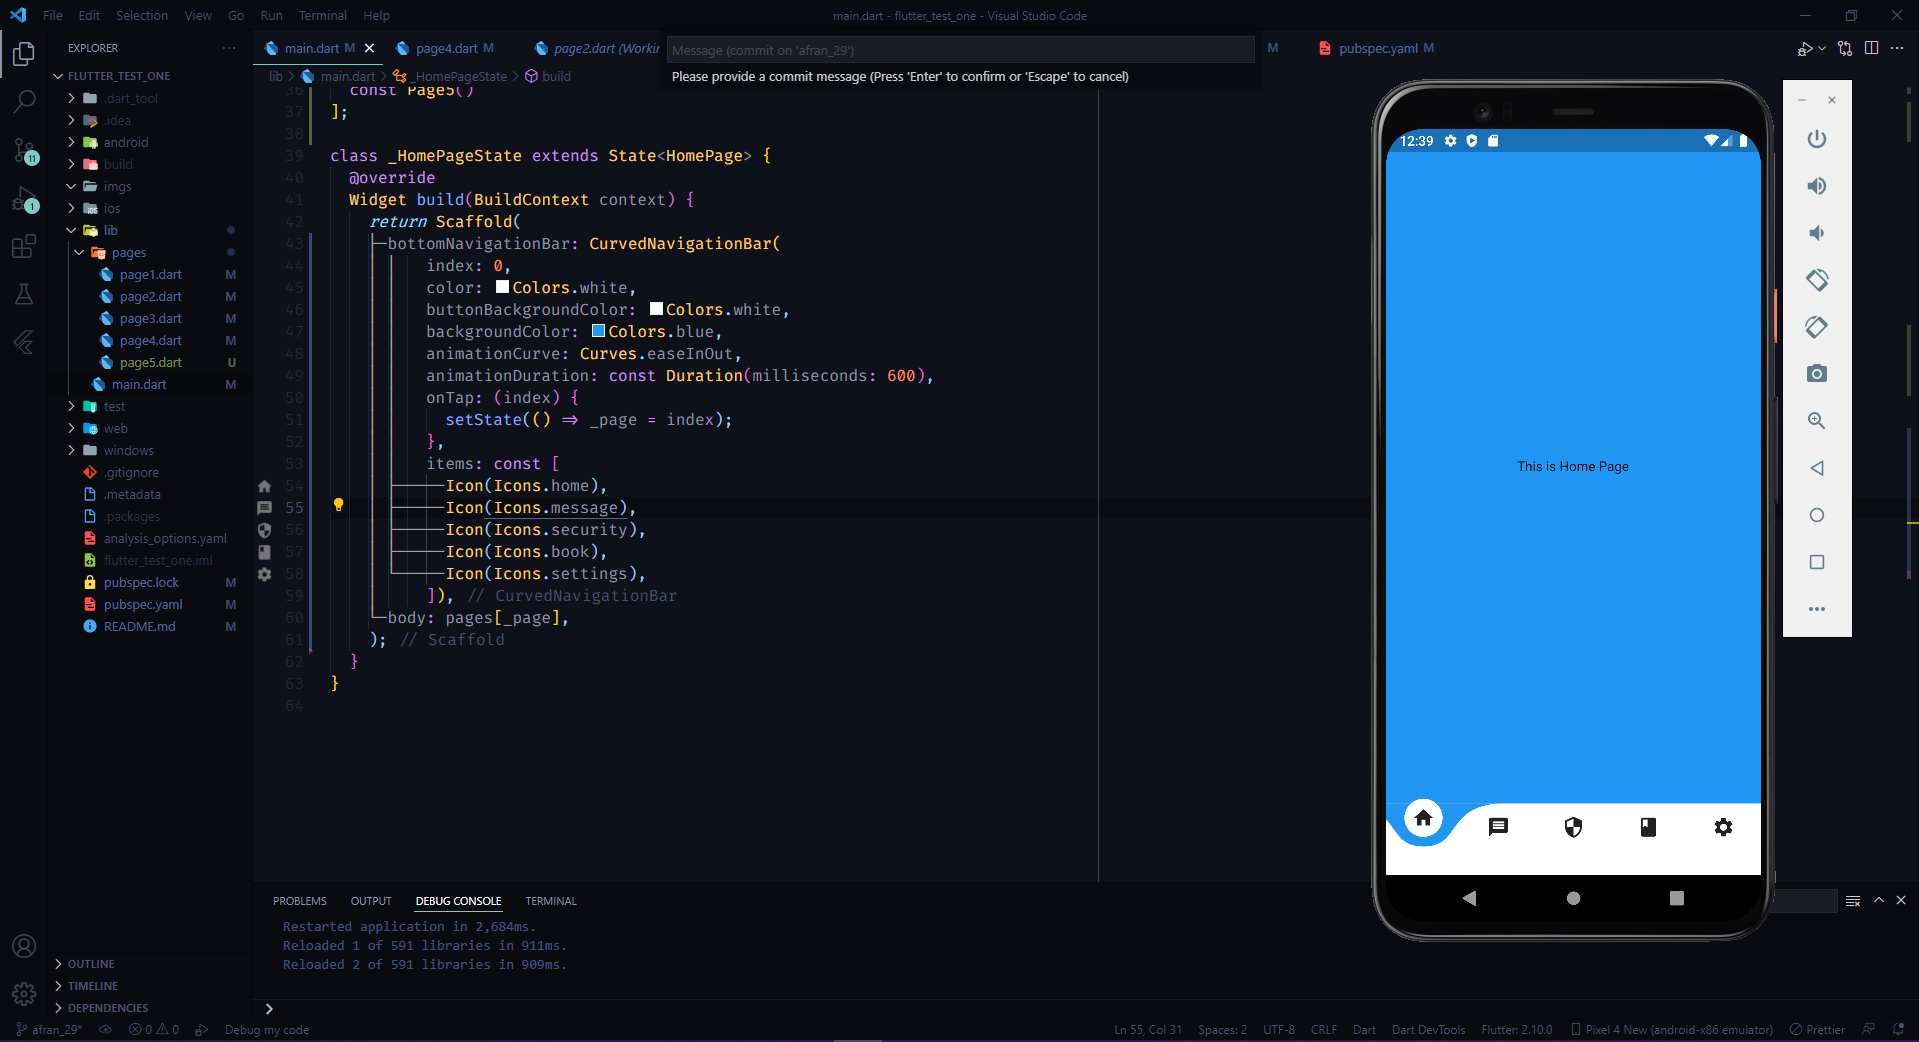 File Edit Selection View Go Run Terminal Help
main.dart - flutter_test_one - Visual Studio Code
EXPLORER
main.dart M
page4.dart M
page2.dart (Workin
M
pubspec.yaml M
Message (commit on 'afran_29')
Please provide a commit message (Press 'Enter' to confirm or 'Escape' to cancel)
lib > main.dart > _HomePageState > build
FLUTTER_TEST_ONE
.dart_tool
.idea
android
build
imgs
ios
lib
pages
page1.dart M
page2.dart M
page3.dart M
page4.dart M
page5.dart U
main.dart M
test
web
windows
.gitignore
.metadata
.packages
analysis_options.yaml
flutter_test_one.iml
pubspec.lock M
pubspec.yaml M
README.md M
OUTLINE
TIMELINE
DEPENDENCIES
11
1
36 const Page5()
37 ];
38
39 class _HomePageState extends State<HomePage> {
40 @override
41 Widget build(BuildContext context) {
42 return Scaffold(
43 bottomNavigationBar: CurvedNavigationBar(
44 index: 0,
45 color: Colors.white,
46 buttonBackgroundColor: Colors.white,
47 backgroundColor: Colors.blue,
48 animationCurve: Curves.easeInOut,
49 animationDuration: const Duration(milliseconds: 600),
50 onTap: (index) {
51 setState(() => _page = index);
52 },
53 items: const [
54 Icon(Icons.home),
55 Icon(Icons.message),
56 Icon(Icons.security),
57 Icon(Icons.book),
58 Icon(Icons.settings),
59 ]), // CurvedNavigationBar
60 body: pages[_page],
61 ); // Scaffold
62 }
63 }
64
12:39
This is Home Page
PROBLEMS OUTPUT DEBUG CONSOLE TERMINAL
Restarted application in 2,684ms.
Reloaded 1 of 591 libraries in 911ms.
Reloaded 2 of 591 libraries in 909ms.
afran_29* 0 0 Debug my code
Ln 55, Col 31 Spaces: 2 UTF-8 CRLF Dart Dart DevTools Flutter: 2.10.0 Pixel 4 New (android-x86 emulator) Prettier